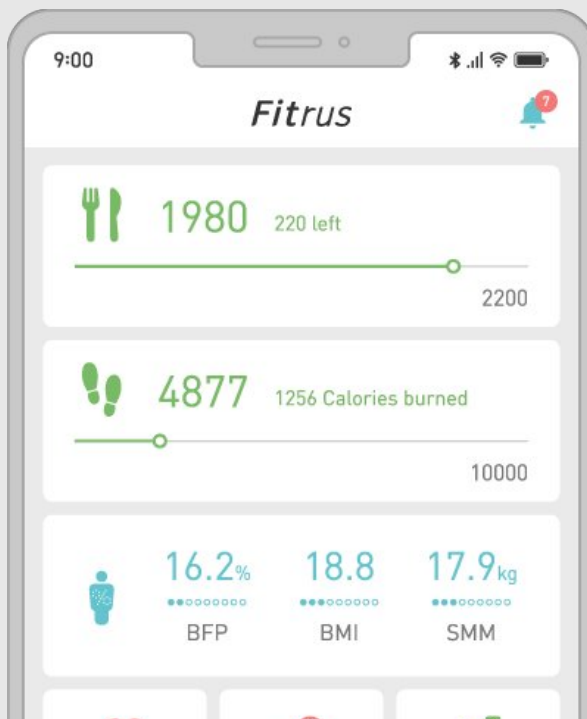 9:00
Fitrus
7
1980 220 left
2200
4877 1256 Calories burned
10000
16.2% 18.8 17.9kg
BFP BMI SMM